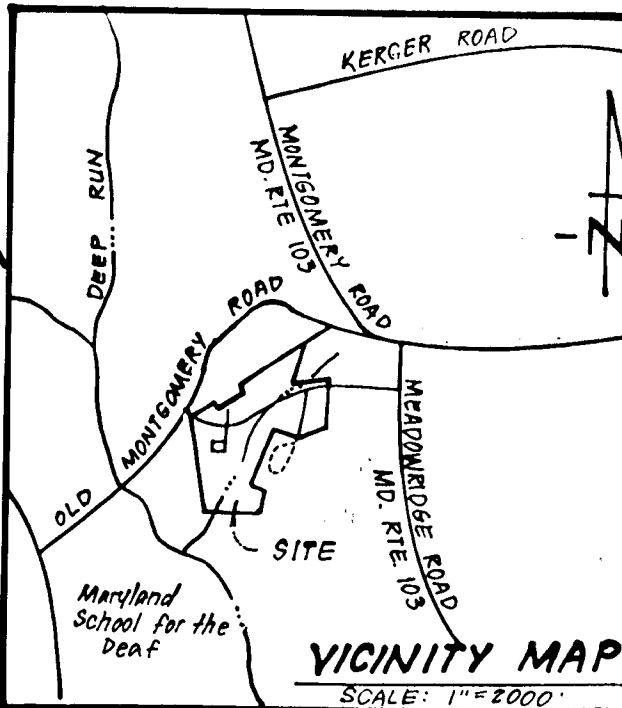 KERGER ROAD
MONTGOMERY ROAD
MD. RTE 103
DEEP RUN
OLD MONTGOMERY ROAD
MEADOWRIDGE ROAD
MD. RTE. 103
SITE
Maryland
School for the
Deaf
N
VICINITY MAP
SCALE: 1"=2000'